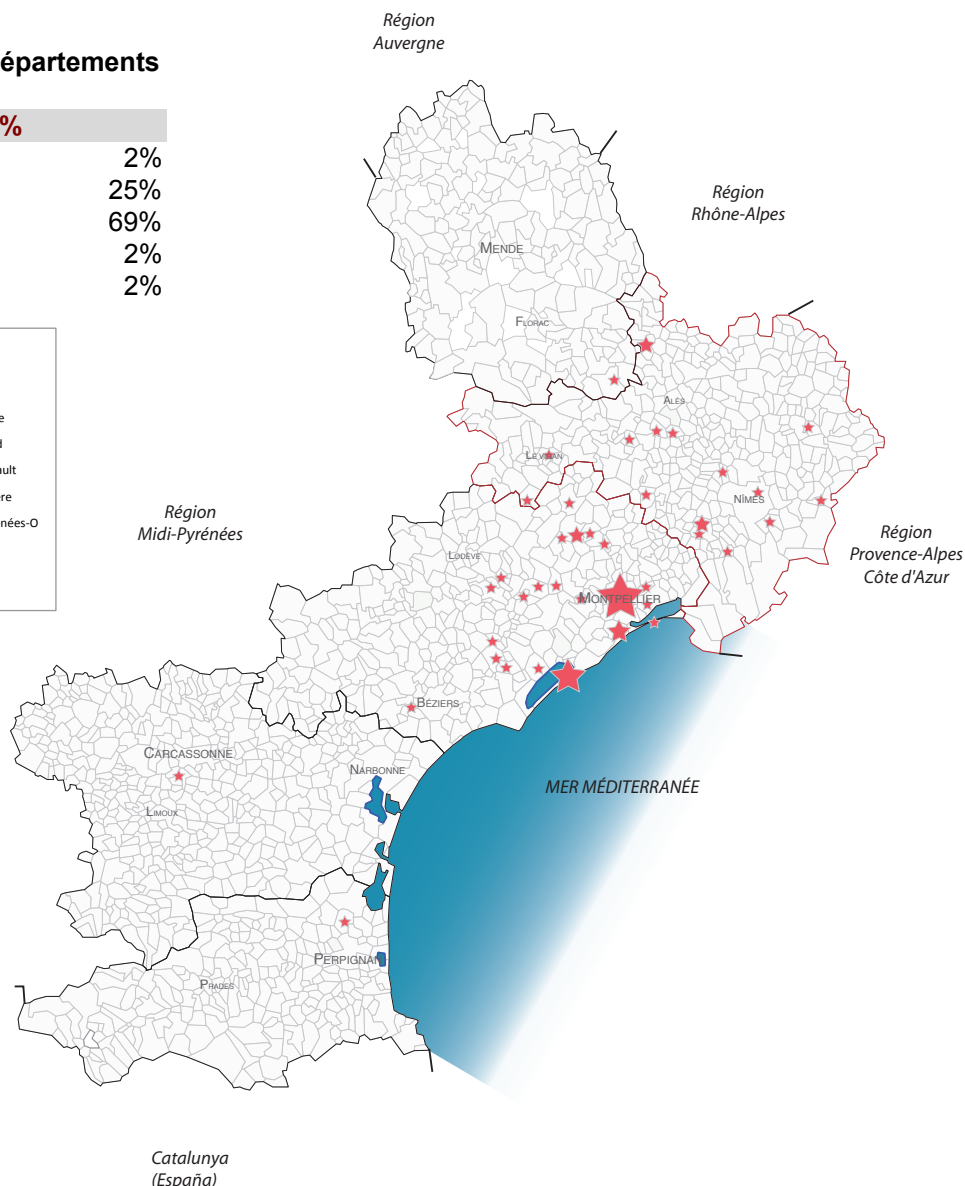 Région
Auvergne
épartements
%
2%
25%
69%
2%
2%
Région
Rhône-Alpes
MENDE
FLORAC
ALÈS
LE VIGAN
NÎMES
e
d
ault
ère
nées-O
Région
Midi-Pyrénées
Région
Provence-Alpes
Côte d'Azur
LODÈVE
MONTPELLIER
BÉZIERS
CARCASSONNE
NARBONNE
LIMOUX
MER MÉDITERRANÉE
PERPIGNAN
PRADES
Catalunya
(España)